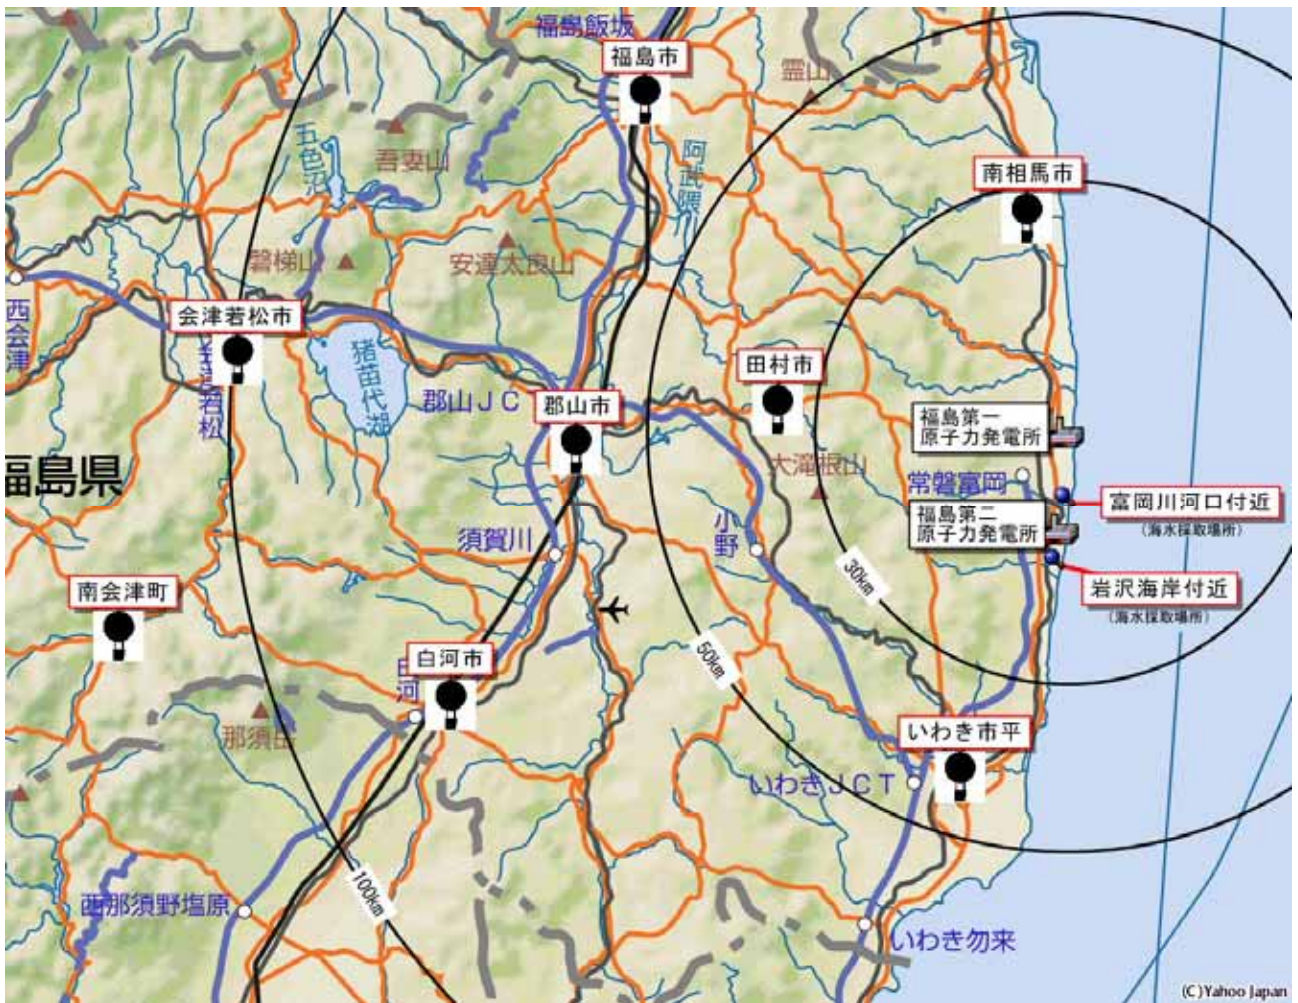 福島飯坂
福島市
霊山
五色沼
吾妻山
阿武隈
南相馬市
磐梯山
安達太良山
西会津
会津若松市
猪苗代湖
郡山ＪＣ
郡山市
田村市
福島第一
原子力発電所
福島県
大滝根山
常磐富岡
富岡川河口付近
(海水採取場所)
福島第二
原子力発電所
須賀川
小野
30km
岩沢海岸付近
(海水採取場所)
南会津町
白河市
50km
那須岳
いわき市平
いわきＪＣＴ
100km
西那須野塩原
いわき勿来
(C)Yahoo Japan